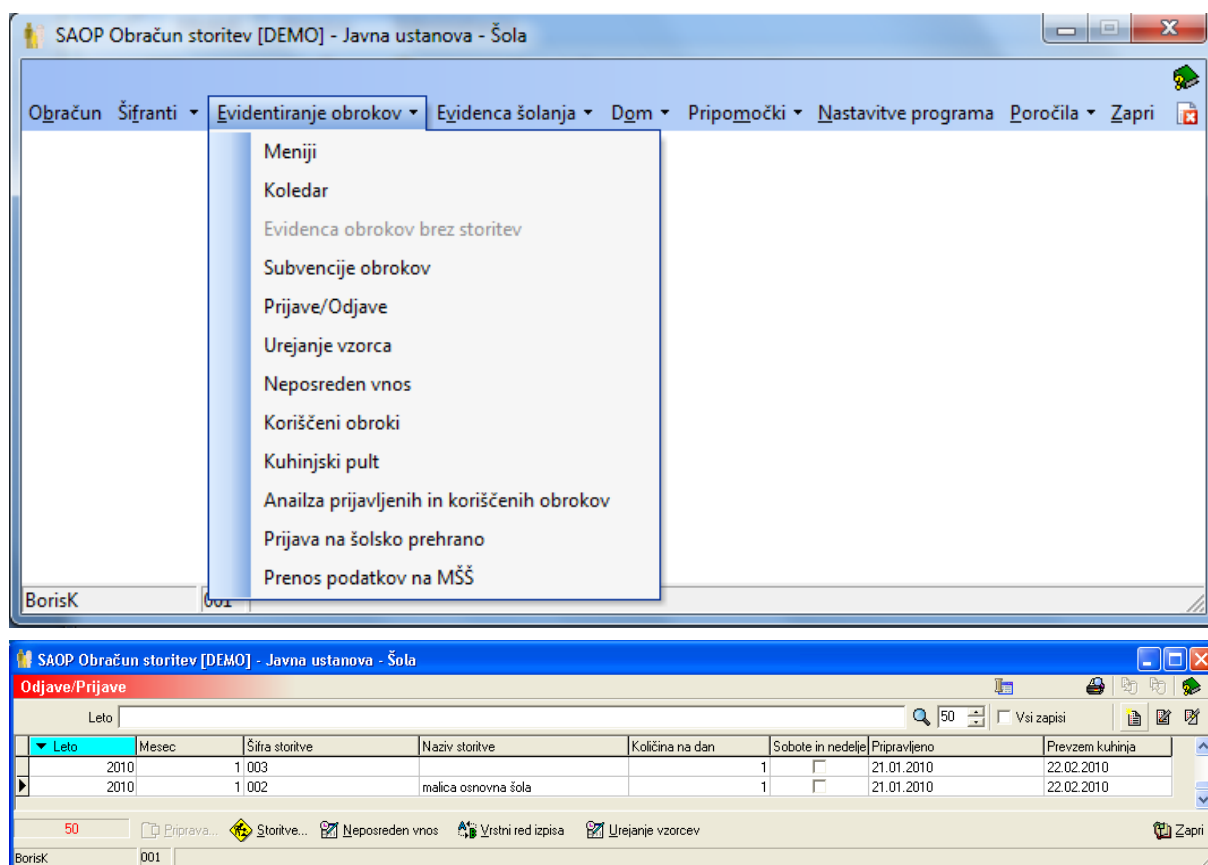 SAOP Obračun storitev [DEMO] - Javna ustanova - Šola
Obračun Šifranti Evidentiranje obrokov Evidenca šolanja Dom Pripomočki Nastavitve programa Poročila Zapri
Meniji
Koledar
Evidenca obrokov brez storitev
Subvencije obrokov
Prijave/Odjave
Urejanje vzorca
Neposreden vnos
Koriščeni obroki
Kuhinjski pult
Anailza prijavljenih in koriščenih obrokov
Prijava na šolsko prehrano
Prenos podatkov na MŠŠ
BorisK 001
SAOP Obračun storitev [DEMO] - Javna ustanova - Šola
Odjave/Prijave
Leto 50 Vsi zapisi
Leto Mesec Šifra storitve Naziv storitve Količina na dan Sobote in nedelje Pripravljeno Prevzem kuhinja
2010 1 003 1 21.01.2010 22.02.2010
2010 1 002 malica osnovna šola 1 21.01.2010 22.02.2010
50 Priprava... Storitve... Neposreden vnos Vrstni red izpisa Urejanje vzorcev Zapri
BorisK 001